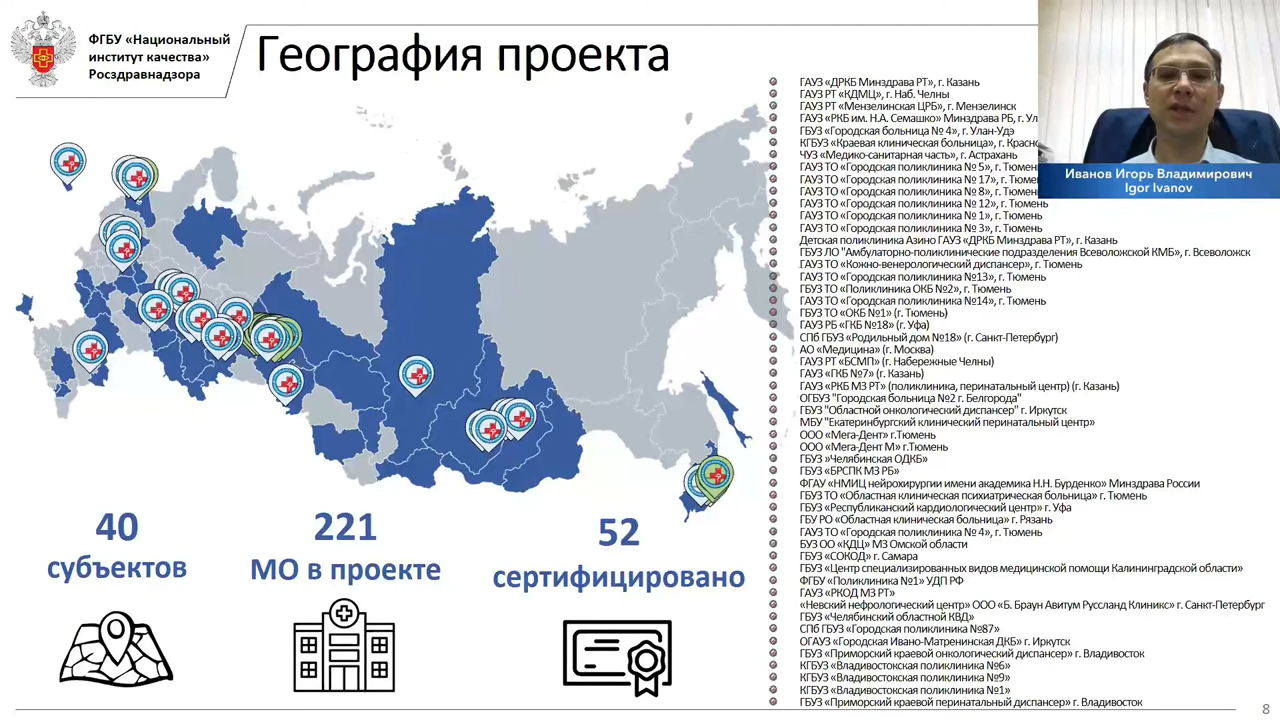 ФГБУ «Национальный
институт качества»
Росздравнадзора
География проекта
ГАУЗ «ДРКБ Минздрава РТ», г. Казань
ГАУЗ РТ «КДМЦ», г. Наб. Челны
ГАУЗ РТ «Мензелинская ЦРБ», г. Мензелинск
ГАУЗ «РКБ им. Н.А. Семашко» Минздрава РБ, г.
ГБУЗ «Городская больница № 4», г. Улан-Удэ
КГБУЗ «Краевая клиническая больница», г.
ЧУЗ «Медико-санитарная часть», г. Астрахань
ГАУЗ ТО «Городская поликлиника № 5», г. Тюмень
ГАУЗ ТО «Городская поликлиника № 17», г.
ГАУЗ ТО «Городская поликлиника № 8», г.
ГАУЗ ТО «Городская поликлиника № 12», г. Тюмень
ГАУЗ ТО «Городская поликлиника № 1», г. Тюмень
ГАУЗ ТО «Городская поликлиника № 3», г. Тюмень
Детская поликлиника Азино ГАУЗ «ДРКБ Минздрава РТ», г. Казань
ГБУЗ ЛО "Амбулаторно-поликлинические подразделения Всеволожской КМБ», г. Всеволожск
ГАУЗ ТО «Кожно-венерологический диспансер», г. Тюмень
ГАУЗ ТО «Городская поликлиника №13», г. Тюмень
ГБУЗ ТО «Поликлиника ОКБ №2», г. Тюмень
ГАУЗ ТО «Городская поликлиника №14», г. Тюмень
ГБУЗ ТО «ОКБ №1» (г. Тюмень)
ГАУЗ РБ «ГКБ №18» (г. Уфа)
СПб ГБУЗ «Родильный дом №18» (г. Санкт-Петербург)
АО «Медицина» (г. Москва)
ГАУЗ РТ «БСМП» (г. Набережные Челны)
ГАУЗ «ГКБ №7» (г. Казань)
ГАУЗ «РКБ МЗ РТ» (поликлиника, перинатальный центр) (г. Казань)
ОГБУЗ "Городская больница №2 г. Белгорода"
ГБУЗ "Областной онкологический диспансер" г. Иркутск
МБУ "Екатеринбургский клинический перинатальный центр»
ООО «Мега-Дент» г.Тюмень
ООО «Мега-Дент М» г.Тюмень
ГБУЗ »Челябинская ОДКБ»
ГБУЗ «БРСПК МЗ РБ»
ФГАУ «НМИЦ нейрохирургии имени академика Н.Н. Бурденко» Минздрава России
ГБУЗ ТО «Областная клиническая психиатрическая больница» г. Тюмень
ГБУЗ «Республиканский кардиологический центр» г. Уфа
ГБУ РО «Областная клиническая больница» г. Рязань
ГАУЗ ТО «Городская поликлиника № 4», г. Тюмень
БУЗ ОО «КДЦ» МЗ Омской области
ГБУЗ «СОКОД» г. Самара
ГБУЗ «Центр специализированных видов медицинской помощи Калининградской области»
ФГБУ «Поликлиника №1» УДП РФ
ГАУЗ «РКОД МЗ РТ»
«Невский нефрологический центр» ООО «Б. Браун Авитум Руссланд Клиникс» г. Санкт-Петербург
ГБУЗ «Челябинский областной КВД»
СПб ГБУЗ «Городская поликлиника №87»
ОГАУЗ «Городская Ивано-Матренинская ДКБ» г. Иркутск
ГБУЗ «Приморский краевой онкологический диспансер» г. Владивосток
КГБУЗ «Владивостокская поликлиника №6»
КГБУЗ «Владивостокская поликлиника №9»
КГБУЗ «Владивостокская поликлиника №1»
ГБУЗ «Приморский краевой перинатальный диспансер» г. Владивосток
Иванов Игорь Владимирович
Igor Ivanov
40
субъектов
221
МО в проекте
52
сертифицировано
8